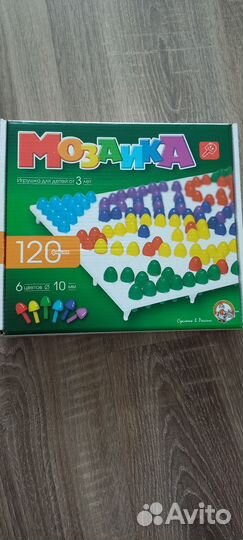 МОЗАИКА
Игрушка для детей от 3 лет
120
6 цветов Ø 10 мм
Сделано в России
Avito